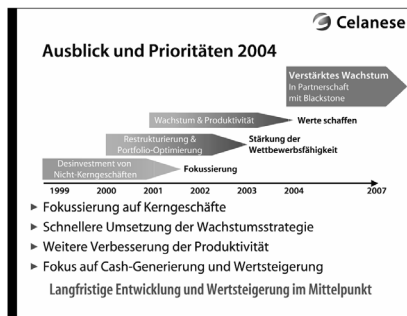 Celanese
Ausblick und Prioritäten 2004
Verstärktes Wachstum
In Partnerschaft
mit Blackstone
Wachstum & Produktivität
Werte schaffen
Restrukturierung &
Portfolio-Optimierung
Stärkung der
Wettbewerbsfähigkeit
Desinvestment von
Nicht-Kerngeschäften
Fokussierung
1999 2000 2001 2002 2003 2004 2007
Fokussierung auf Kerngeschäfte
Schnellere Umsetzung der Wachstumsstrategie
Weitere Verbesserung der Produktivität
Fokus auf Cash-Generierung und Wertsteigerung
Langfristige Entwicklung und Wertsteigerung im Mittelpunkt